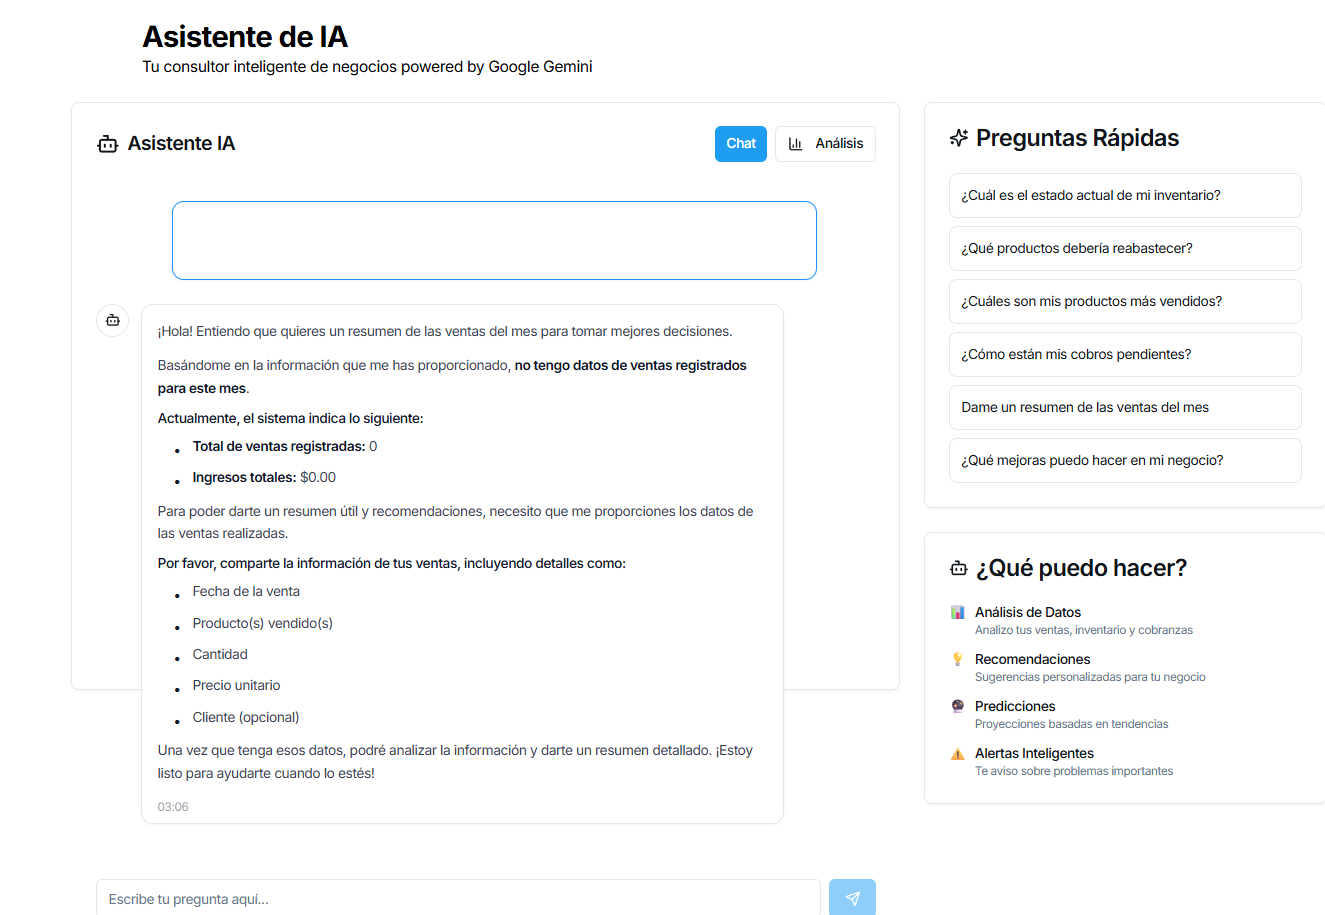 Asistente de IA
Tu consultor inteligente de negocios powered by Google Gemini
Asistente IA
Chat
Análisis
¡Hola! Entiendo que quieres un resumen de las ventas del mes para tomar mejores decisiones.
Basándome en la información que me has proporcionado, no tengo datos de ventas registrados
para este mes.
Actualmente, el sistema indica lo siguiente:
Total de ventas registradas: 0
Ingresos totales: $0.00
Para poder darte un resumen útil y recomendaciones, necesito que me proporciones los datos de
las ventas realizadas.
Por favor, comparte la información de tus ventas, incluyendo detalles como:
Fecha de la venta
Producto(s) vendido(s)
Cantidad
Precio unitario
Cliente (opcional)
Una vez que tenga esos datos, podré analizar la información y darte un resumen detallado. ¡Estoy
listo para ayudarte cuando lo estés!
03:06
Escribe tu pregunta aquí...
Preguntas Rápidas
¿Cuál es el estado actual de mi inventario?
¿Qué productos debería reabastecer?
¿Cuáles son mis productos más vendidos?
¿Cómo están mis cobros pendientes?
Dame un resumen de las ventas del mes
¿Qué mejoras puedo hacer en mi negocio?
¿Qué puedo hacer?
Análisis de Datos
Analizo tus ventas, inventario y cobranzas
Recomendaciones
Sugerencias personalizadas para tu negocio
Predicciones
Proyecciones basadas en tendencias
Alertas Inteligentes
Te aviso sobre problemas importantes